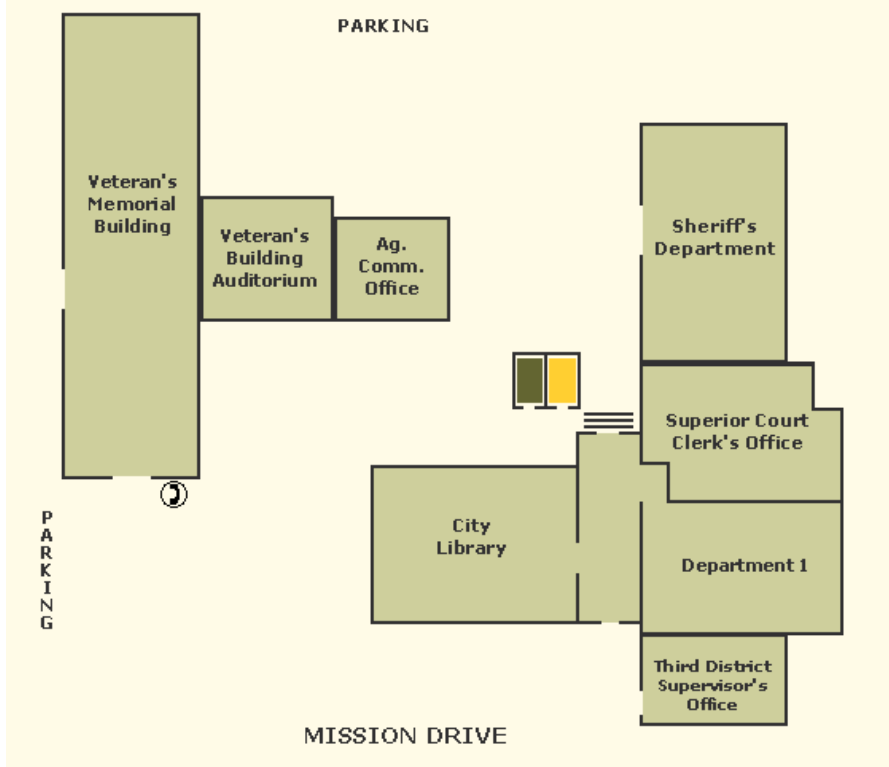 PARKING
Veteran's
Memorial
Building
Veteran's
Building
Auditorium
Ag.
Comm.
Office
Sheriff's
Department
Superior Court
Clerk's Office
City
Library
Department 1
Third District
Supervisor's
Office
PARKING
MISSION DRIVE